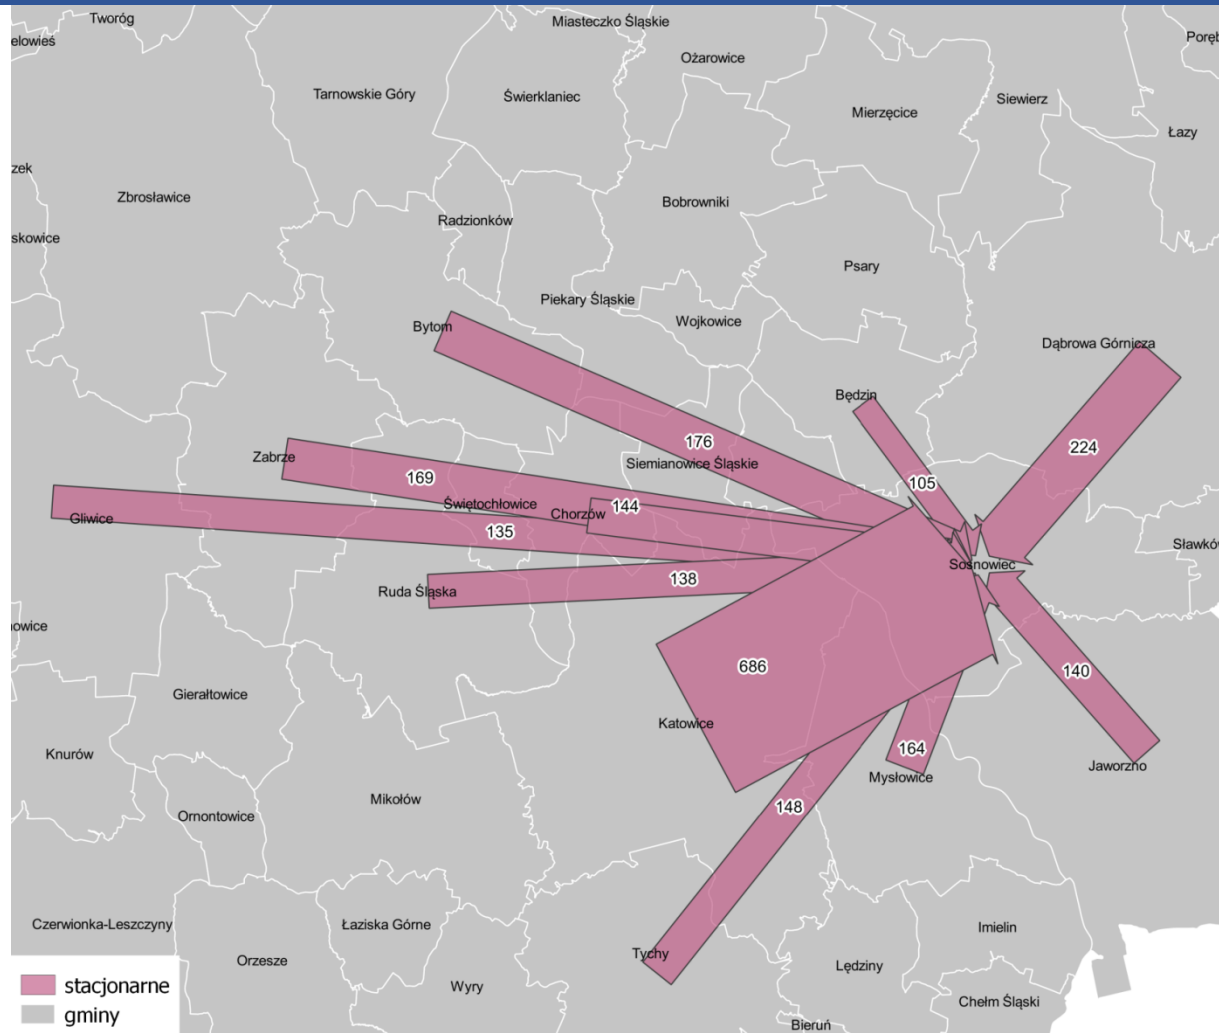 Tworóg
Miasteczko Śląskie
elowieś
Poręb
Ożarowice
Tarnowskie Góry
Świerklaniec
Siewierz
Mierzęcice
Łazy
zek
Zbrosławice
Bobrowniki
Radzionków
skowice
Psary
Piekary Śląskie
Wojkowice
Bytom
Dąbrowa Górnicza
Będzin
176
224
Zabrze
Siemianowice Śląskie
169
105
Świętochłowice
144
Chorzów
Gliwice
135
Sławków
Sosnowiec
138
Ruda Śląska
nowice
686
140
Gierałtowice
Katowice
Knurów
164
Jaworzno
Mysłowice
Mikołów
148
Ornontowice
Czerwionka-Leszczyny
Łaziska Górne
Imielin
Tychy
Orzesze
Lędziny
stacjonarne
Wyry
Chełm Śląski
gminy
Bieruń